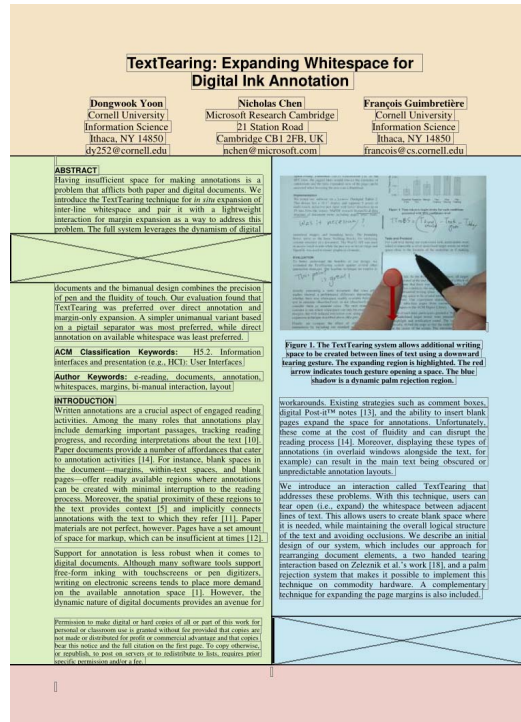 TextTearing: Expanding Whitespace for
Digital Ink Annotation
Dongwook Yoon
Cornell University
Information Science
Ithaca, NY 14850
dy252@cornell.edu
Nicholas Chen
Microsoft Research Cambridge
21 Station Road
Cambridge CB1 2FB, UK
nchen@microsoft.com
François Guimbretière
Cornell University
Information Science
Ithaca, NY 14850
francois@cs.cornell.edu
ABSTRACT
Having insufficient space for making annotations is a
problem that afflicts both paper and digital documents. We
introduce the TextTearing technique for in situ expansion of
inter-line whitespace and pair it with a lightweight
interaction for margin expansion as a way to address this
problem. The full system leverages the dynamism of digital
documents and the bimanual design combines the precision
of pen and the fluidity of touch. Our evaluation found that
TextTearing was preferred over direct annotation and
margin-only expansion. A simpler unimanual variant based
on a pigtail separator was most preferred, while direct
annotation on available whitespace was least preferred.
ACM Classification Keywords: H5.2. Information
interfaces and presentation (e.g., HCI): User Interfaces
Author Keywords: e-reading, documents, annotation,
whitespaces, margins, bi-manual interaction, layout
INTRODUCTION
Written annotations are a crucial aspect of engaged reading
activities. Among the many roles that annotations play
include demarking important passages, tracking reading
progress, and recording interpretations about the text [10].
Paper documents provide a number of affordances that cater
to annotation activities [14]. For instance, blank spaces in
the document—margins, within-text spaces, and blank
pages—offer readily available regions where annotations
can be created with minimal interruption to the reading
process. Moreover, the spatial proximity of these regions to
the text provides context [5] and implicitly connects
annotations with the text to which they refer [11]. Paper
materials are not perfect, however. Pages have a set amount
of space for markup, which can be insufficient at times [12].
Support for annotation is less robust when it comes to
digital documents. Although many software tools support
free-form inking with touchscreens or pen digitizers,
writing on electronic screens tends to place more demand
on the available annotation space [1]. However, the
dynamic nature of digital documents provides an avenue for
Permission to make digital or hard copies of all or part of this work for
personal or classroom use is granted without fee provided that copies are
not made or distributed for profit or commercial advantage and that copies
bear this notice and the full citation on the first page. To copy otherwise,
or republish, to post on servers or to redistribute to lists, requires prior
specific permission and/or a fee.
Figure 1. The TextTearing system allows additional writing
space to be created between lines of text using a downward
tearing gesture. The expanding region is highlighted. The red
arrow indicates touch gesture opening a space. The blue
shadow is a dynamic palm rejection region.
workarounds. Existing strategies such as comment boxes,
digital Post-it™ notes [13], and the ability to insert blank
pages expand the space for annotations. Unfortunately,
these come at the cost of fluidity and can disrupt the
reading process [14]. Moreover, displaying these types of
annotations (in overlaid windows alongside the text, for
example) can result in the main text being obscured or
unpredictable annotation layouts.
We introduce an interaction called TextTearing that
addresses these problems. With this technique, users can
tear open (i.e., expand) the whitespace between adjacent
lines of text. This allows users to create blank space where
it is needed, while maintaining the overall logical structure
of the text and avoiding occlusions. We describe an initial
design of our system, which includes our approach for
rearranging document elements, a two handed tearing
interaction based on Zeleznik et al.'s work [18], and a palm
rejection system that makes it possible to implement this
technique on commodity hardware. A complementary
technique for expanding the page margins is also included.